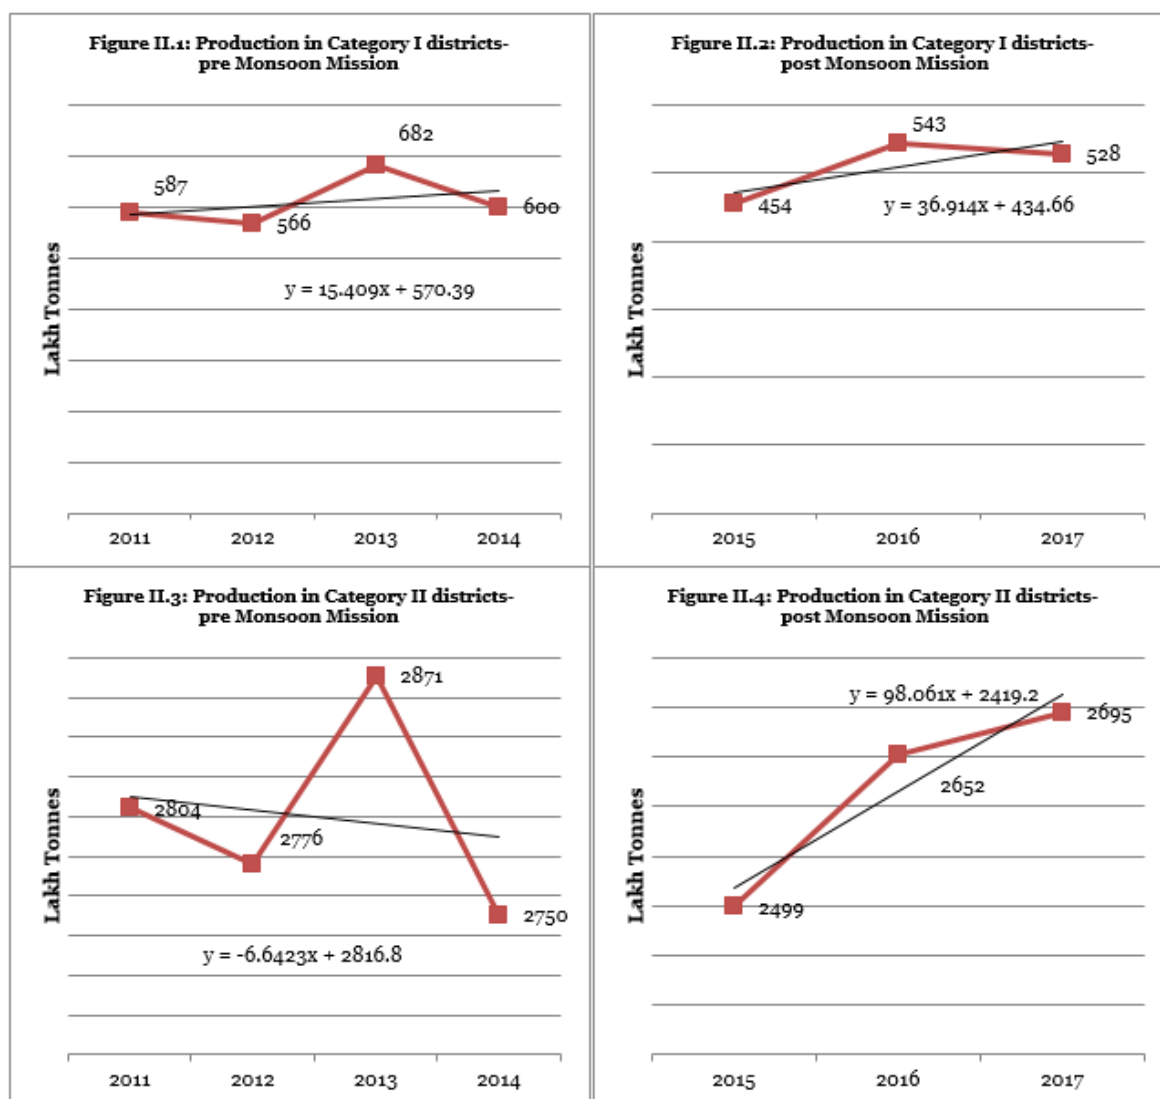 Figure II.1: Production in Category I districts-
pre Monsoon Mission
Lakh Tonnes
587
566
682
600
y = 15.409x + 570.39
2011
2012
2013
2014
Figure II.2: Production in Category I districts-
post Monsoon Mission
Lakh Tonnes
454
543
528
y = 36.914x + 434.66
2015
2016
2017
Figure II.3: Production in Category II districts-
pre Monsoon Mission
Lakh Tonnes
2804
2776
2871
2750
y = -6.6423x + 2816.8
2011
2012
2013
2014
Figure II.4: Production in Category II districts-
post Monsoon Mission
Lakh Tonnes
y = 98.061x + 2419.2
2499
2652
2695
2015
2016
2017